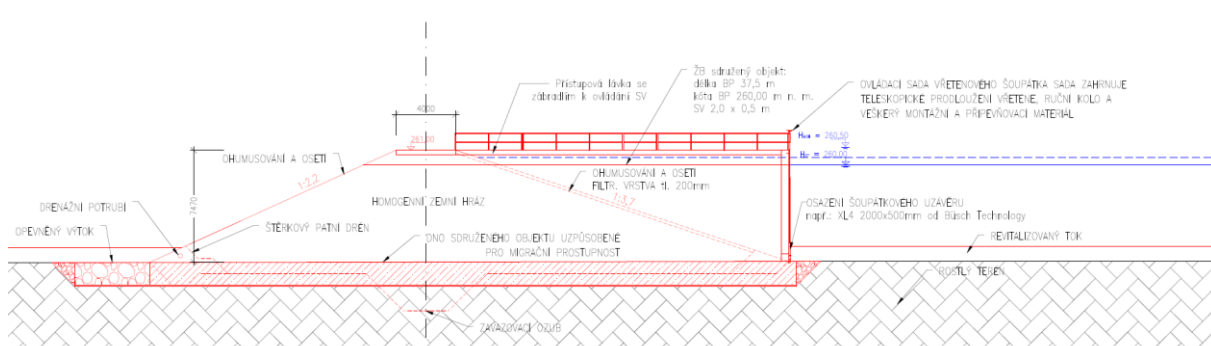 ŽB sdružený objekt:
délka BP 37,5 m
kóta BP 260,00 m n. m.
SV 2,0 x 0,5 m
Přístupová lávka se
zábradlím k ovládání SV
OVLÁDACÍ SADA VŘETENOVÉHO ŠOUPÁTKA SADA ZAHRNUJE
TELESKOPICKÉ PRODLOUŽENÍ VŘETENE, RUČNÍ KOLO A
VEŠKERÝ MONTÁŽNÍ A PŘIPEVŇOVACÍ MATERIÁL
4000
261,00
= 260,50
= 260,00
OHUMUSOVÁNÍ A OSETÍ
1:2,2
OHUMUSOVÁNÍ A OSETÍ
FILTR. VRSTVA tl. 200mm
1:3,7
7470
HOMOGENNÍ ZEMNÍ HRÁZ
DRENÁŽNÍ POTRUBÍ
OSAZENÍ ŠOUPÁTKOVÉHO UZÁVĚRU
např.: XL4 2000x500mm od Büsch Technology
ŠTĚRKOVÝ PATNÍ DRÉN
OPEVNĚNÝ VÝTOK
DNO SDRUŽENÉHO OBJEKTU UZPŮSOBENÉ
PRO MIGRAČNÍ PROSTUPNOST
REVITALIZOVANÝ TOK
ROSTLÝ TERÉN
ZAVAZOVACÍ OZUB